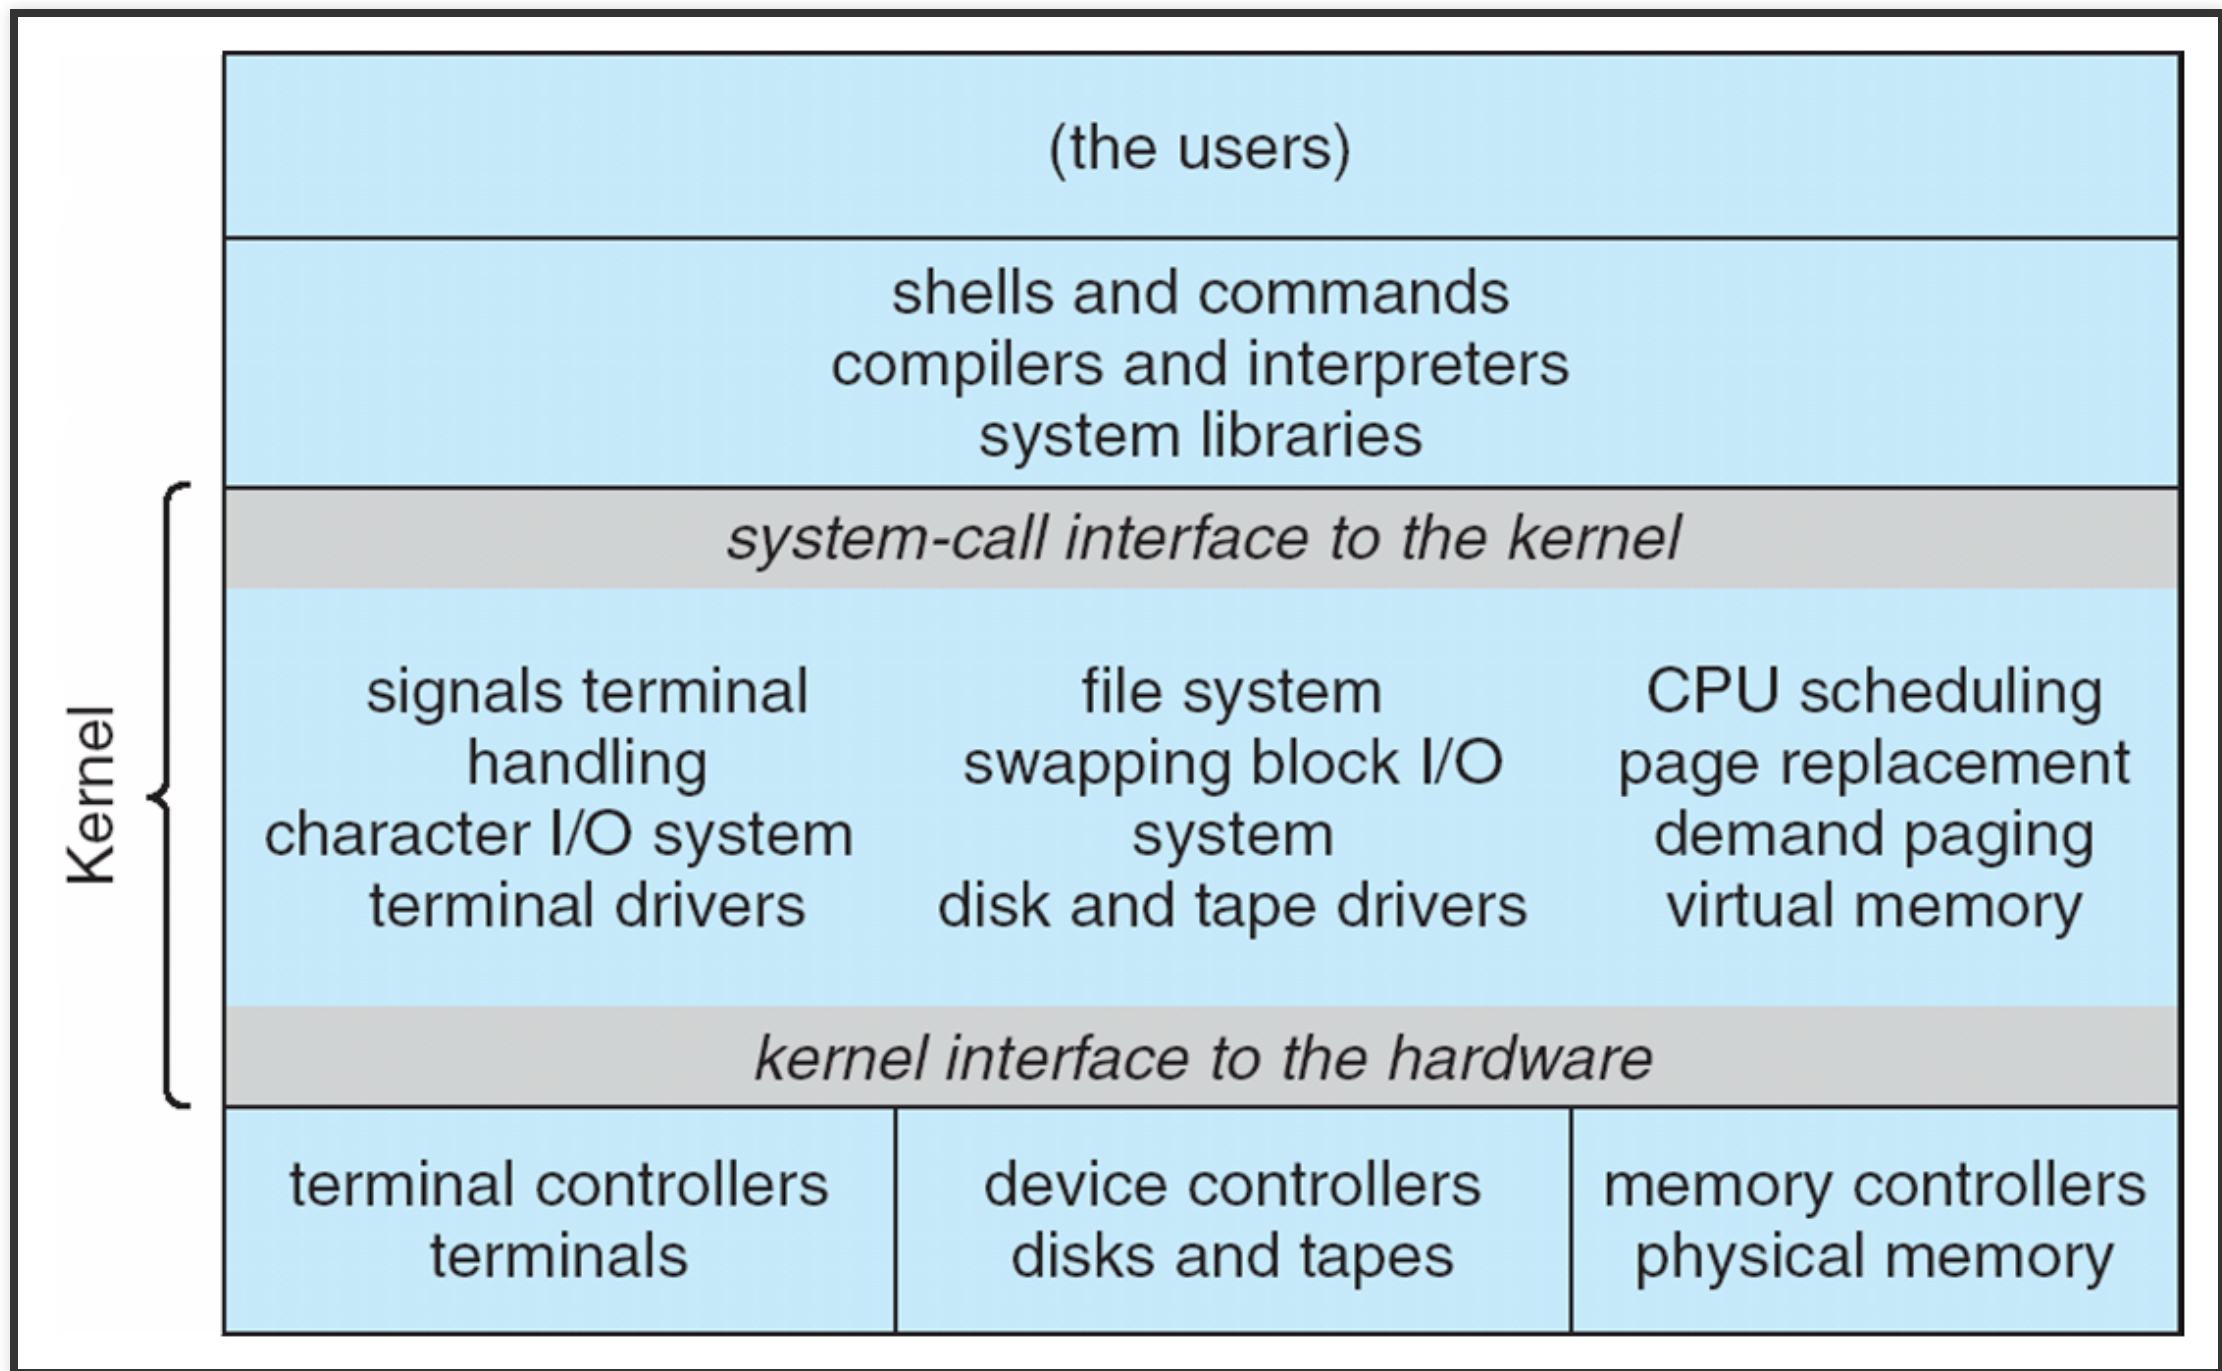 (the users)
shells and commands
compilers and interpreters
system libraries
system-call interface to the kernel
Kernel
signals terminal
handling
character I/O system
terminal drivers
file system
swapping block I/O
system
disk and tape drivers
CPU scheduling
page replacement
demand paging
virtual memory
kernel interface to the hardware
terminal controllers
terminals
device controllers
disks and tapes
memory controllers
physical memory